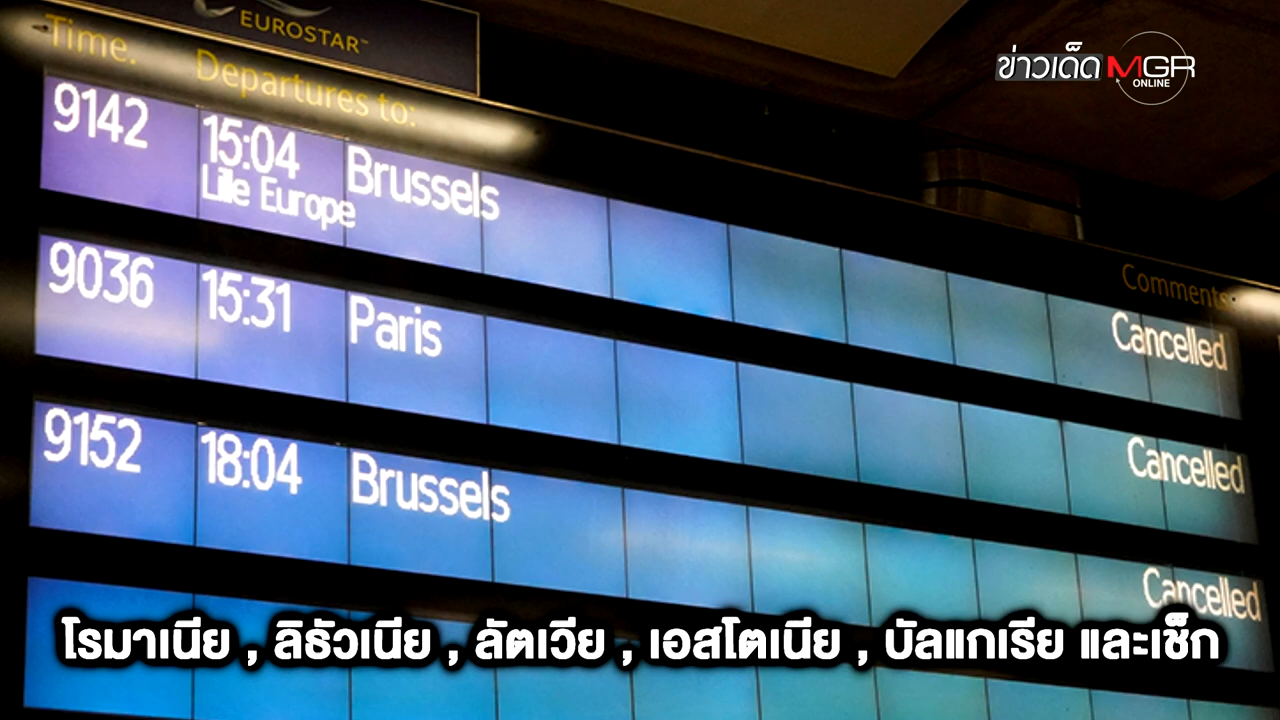 EUROSTAR™
Time. Departures to:
ข่าวเด็ด MGR
ONLINE
9142 15:04 Brussels
Lille Europe
Comments
Cancelled
9036 15:31 Paris Cancelled
9152 18:04 Brussels Cancelled
โรมาเนีย , ลิธัวเนีย , ลัตเวีย , เอสโตเนีย , บัลแกเรีย และเช็ก